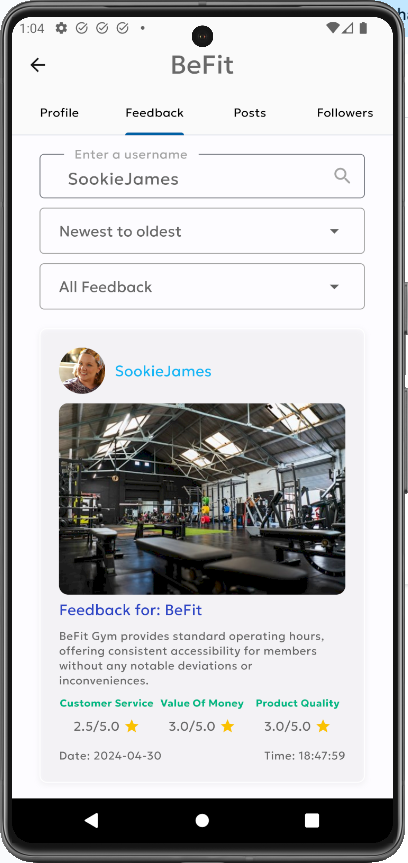 1:04
BeFit
Profile Feedback Posts Followers
Enter a username
SookieJames
Newest to oldest
All Feedback
SookieJames
Feedback for: BeFit
BeFit Gym provides standard operating hours,
offering consistent accessibility for members
without any notable deviations or
inconveniences.
Customer Service Value Of Money Product Quality
2.5/5.0 3.0/5.0 3.0/5.0
Date: 2024-04-30 Time: 18:47:59